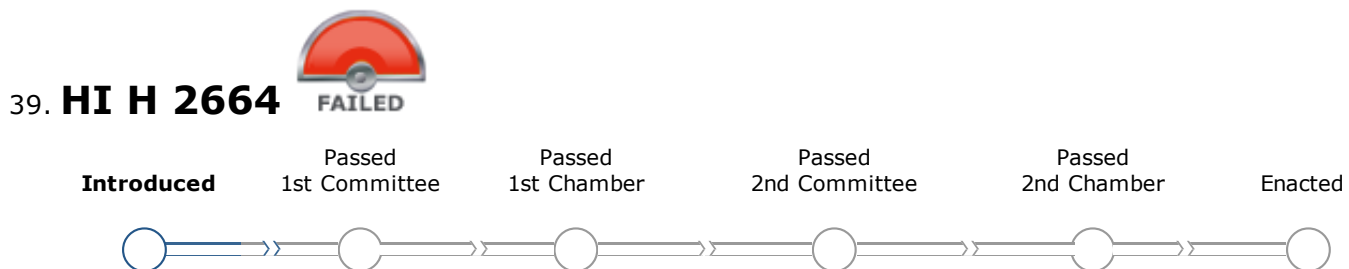 39. HI H 2664
FAILED
Introduced
Passed
1st Committee
Passed
1st Chamber
Passed
2nd Committee
Passed
2nd Chamber
Enacted